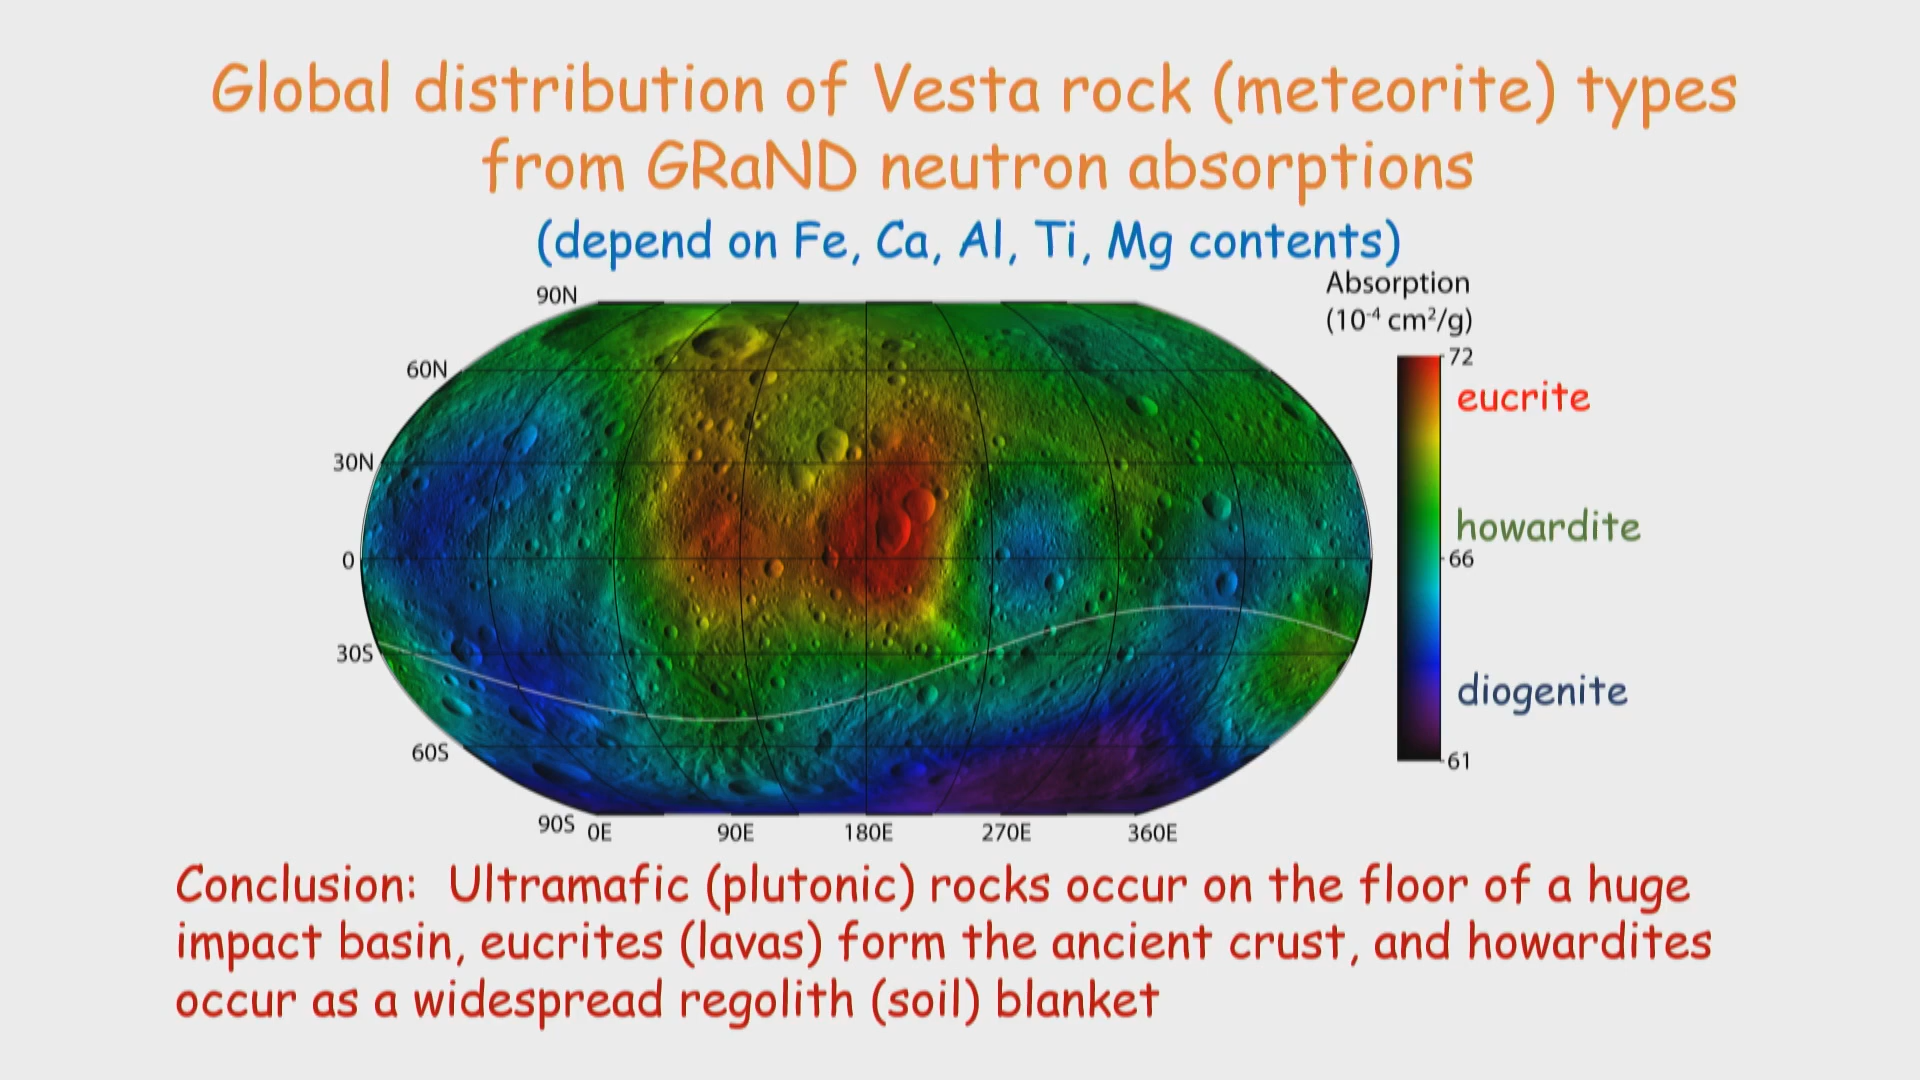 Global distribution of Vesta rock (meteorite) types
from GRaND neutron absorptions
(depend on Fe, Ca, Al, Ti, Mg contents)
Absorption
(10⁻⁴ cm²/g)
90N
60N
30N
0
30S
60S
90S
0E 90E 180E 270E 360E
72
eucrite
howardite
66
diogenite
61
Conclusion: Ultramafic (plutonic) rocks occur on the floor of a huge
impact basin, eucrites (lavas) form the ancient crust, and howardites
occur as a widespread regolith (soil) blanket